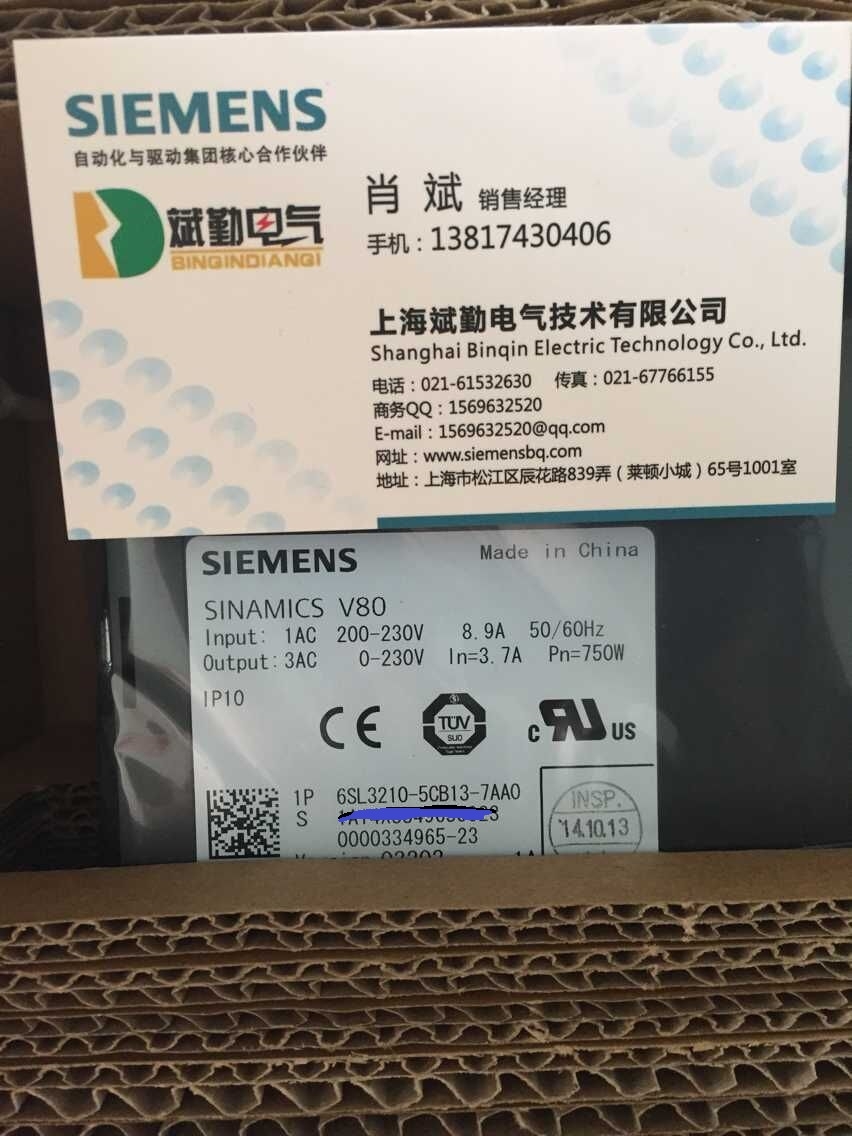 SIEMENS
自动化与驱动集团核心合作伙伴
斌勤电气
BINGINDIANQI
肖 斌 销售经理
手机：13817430406
上海斌勤电气技术有限公司
Shanghai Binqin Electric Technology Co., Ltd.
电话：021-61532630 传真：021-67766155
商务QQ：1569632520
E-mail：1569632520@qq.com
网址：www.siemensbq.com
地址：上海市松江区辰花路839弄（莱顿小城）65号1001室
SIEMENS Made in China
SINAMICS V80
Input: 1AC 200-230V 8.9A 50/60Hz
Output: 3AC 0-230V In=3.7A Pn=750W
IP10
CE TÜV SÜD c RU US
1P 6SL3210-5CB13-7AA0
S
0000334965-23
INSP.
'14.10.13